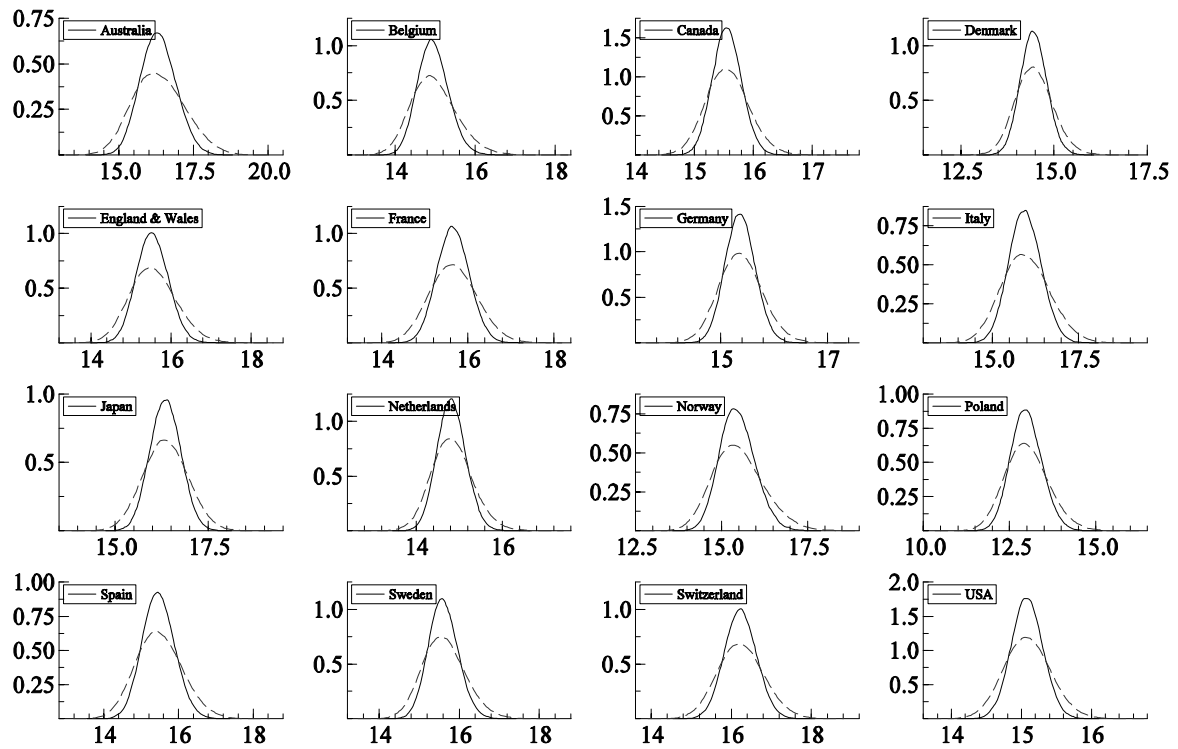 0.75
Australia
0.50
0.25
15.0 17.5 20.0
Belgium
1.0
0.5
14 16 18
1.5
Canada
1.0
0.5
14 15 16 17
Denmark
1.0
0.5
12.5 15.0 17.5
England & Wales
1.0
0.5
14 16 18
France
1.0
0.5
14 16 18
1.5
Germany
1.0
0.5
15 17
Italy
0.75
0.50
0.25
15.0 17.5
1.0
Japan
0.5
15.0 17.5
Netherlands
1.0
0.5
14 16
Norway
0.75
0.50
0.25
12.5 15.0 17.5
1.00
Poland
0.75
0.50
0.25
10.0 12.5 15.0
1.00
Spain
0.75
0.50
0.25
14 16 18
Sweden
1.0
0.5
14 16 18
Switzerland
1.0
0.5
14 16 18
2.0
USA
1.5
1.0
0.5
14 15 16